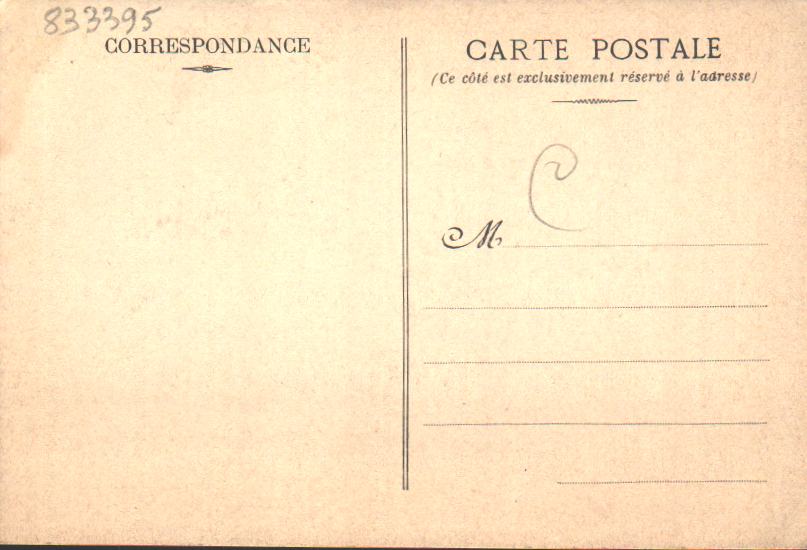 833395
CORRESPONDANCE
CARTE POSTALE
(Ce côté est exclusivement réservé à l'adresse)
C
M